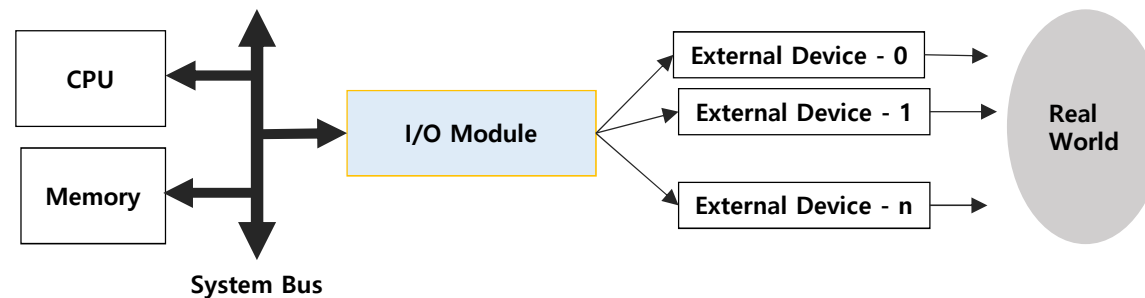 CPU
Memory
System Bus
I/O Module
External Device - 0
External Device - 1
External Device - n
Real
World